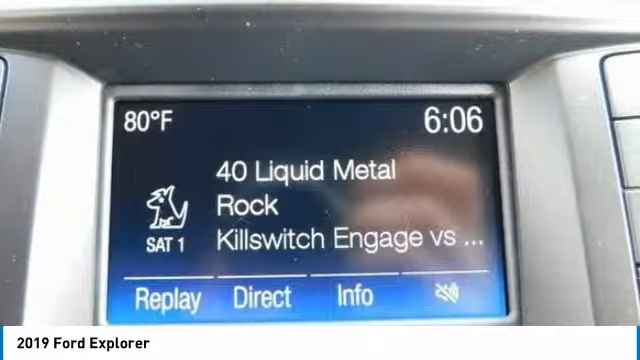 80°F
6:06
40 Liquid Metal
Rock
SAT 1
Killswitch Engage vs ...
Replay Direct Info
2019 Ford Explorer